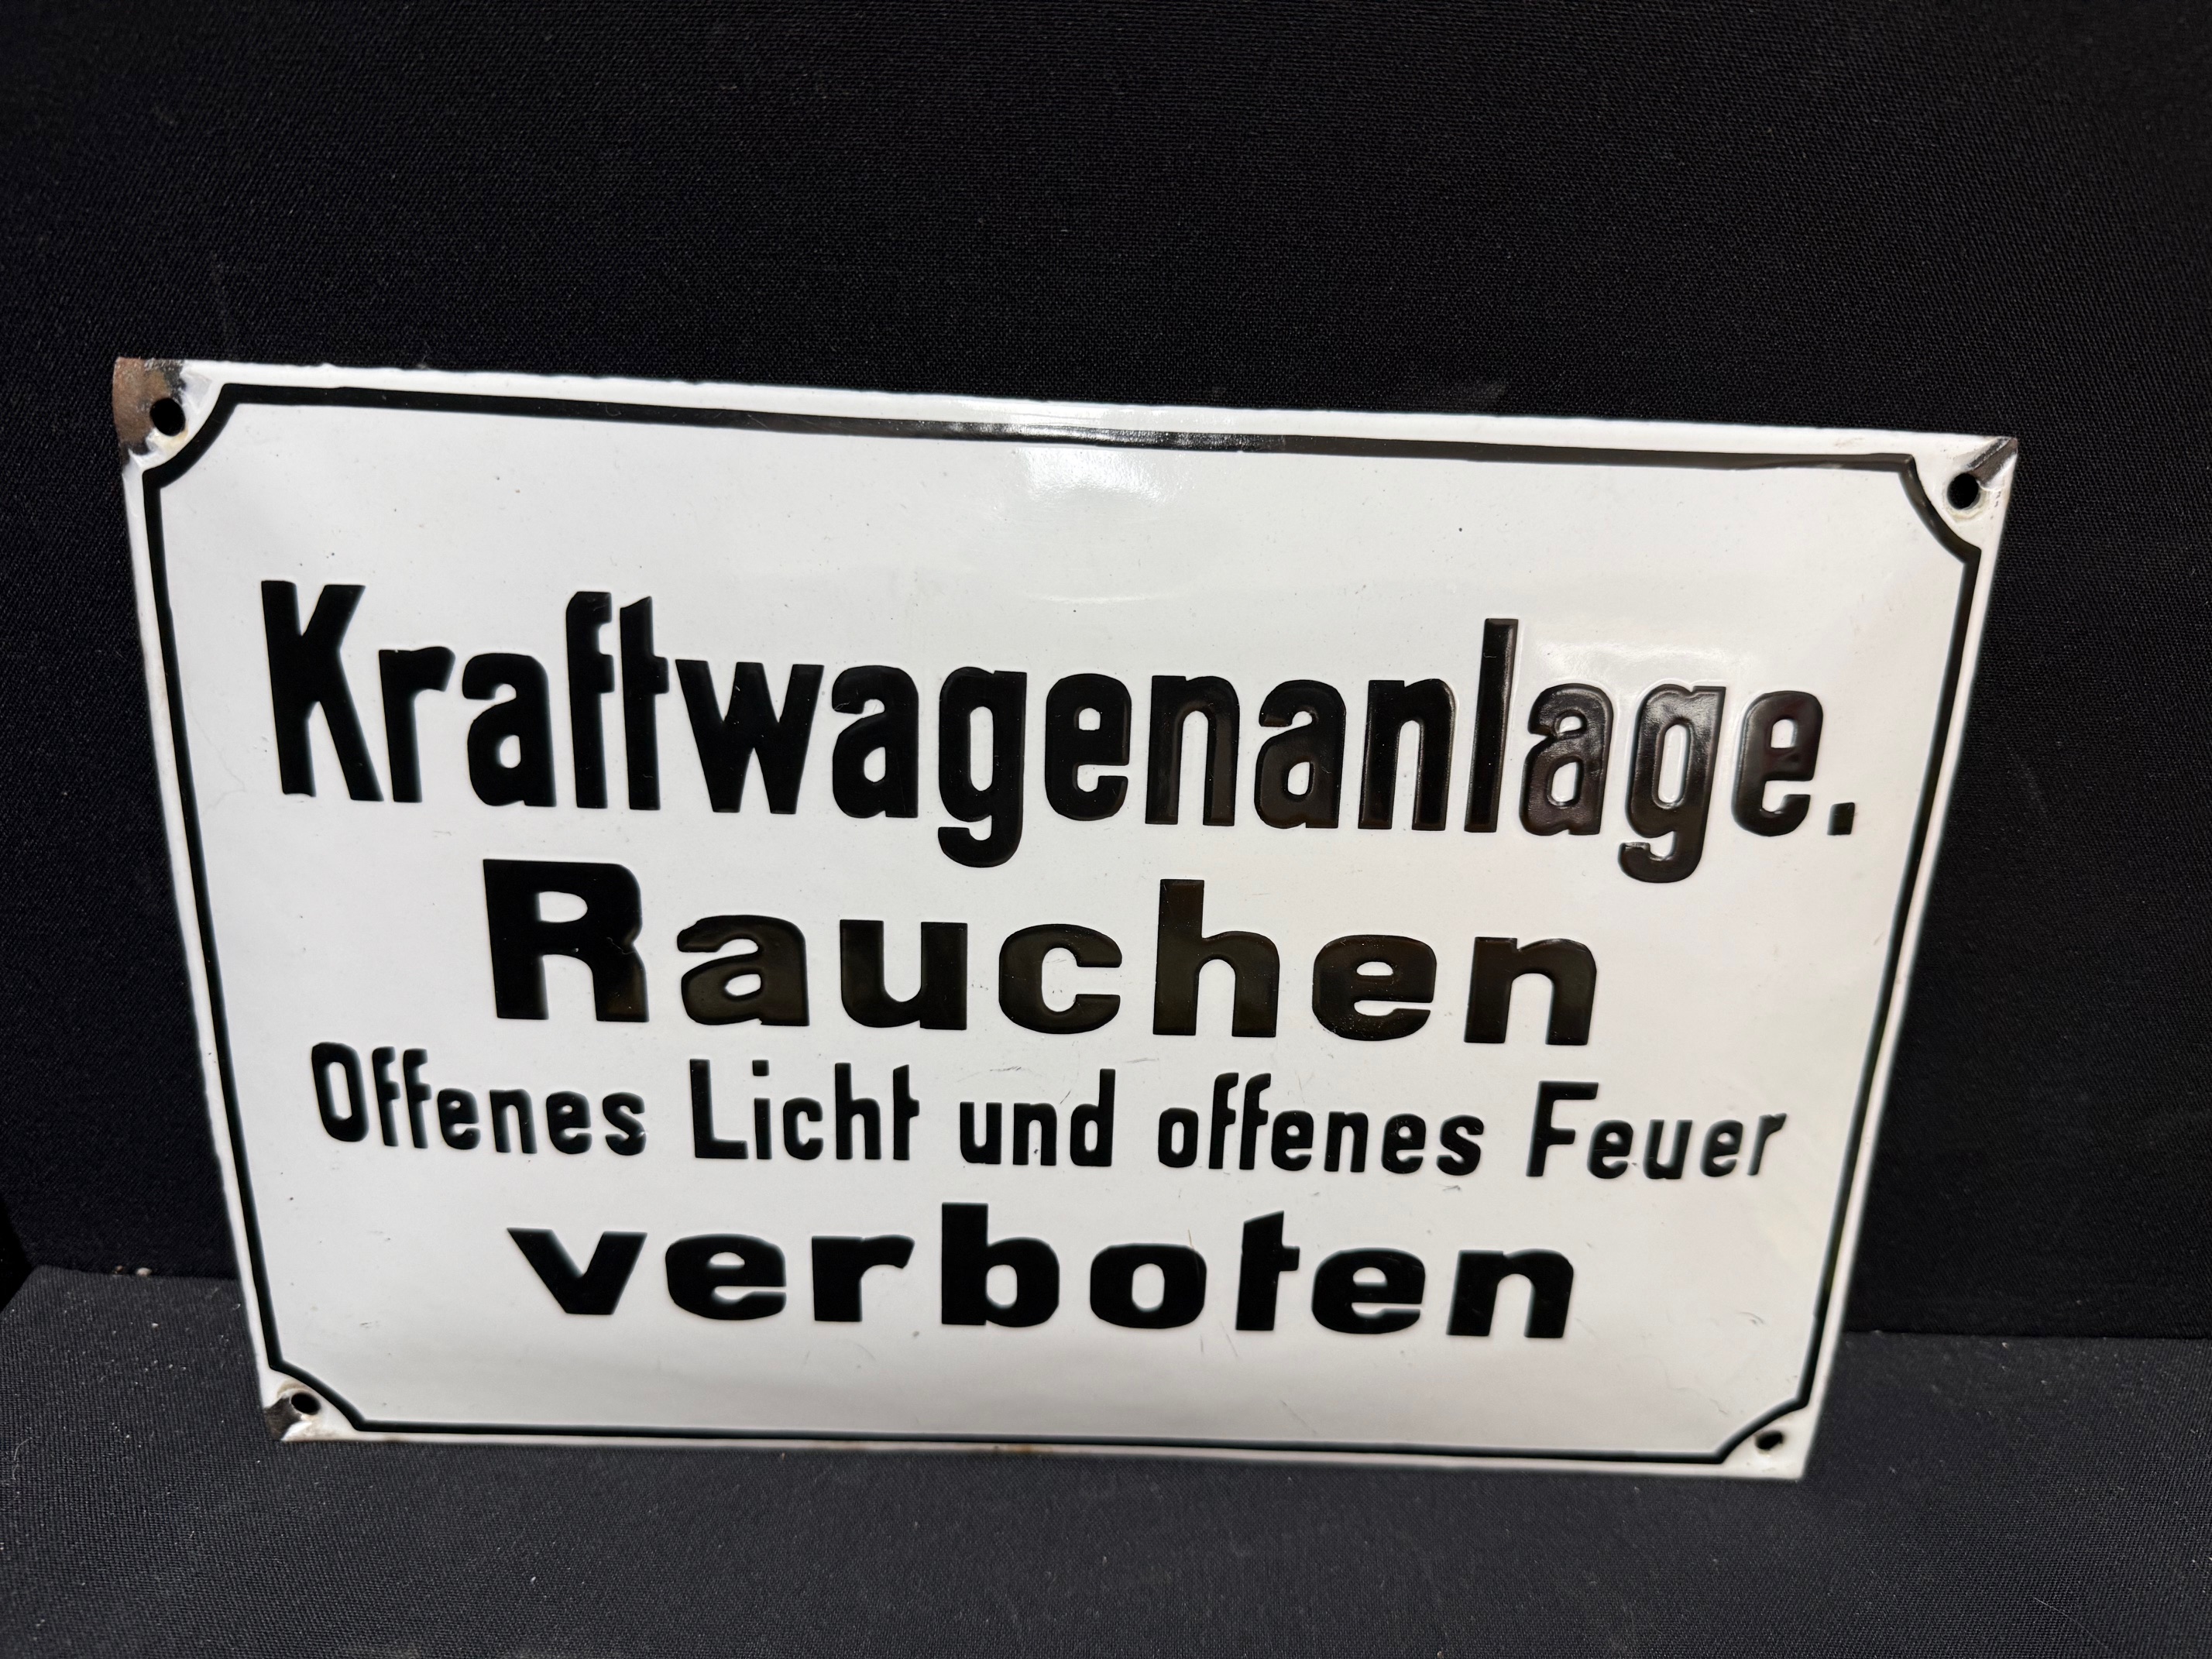 Kraftwagenanlage.
Rauchen
Offenes Licht und offenes Feuer
verboten